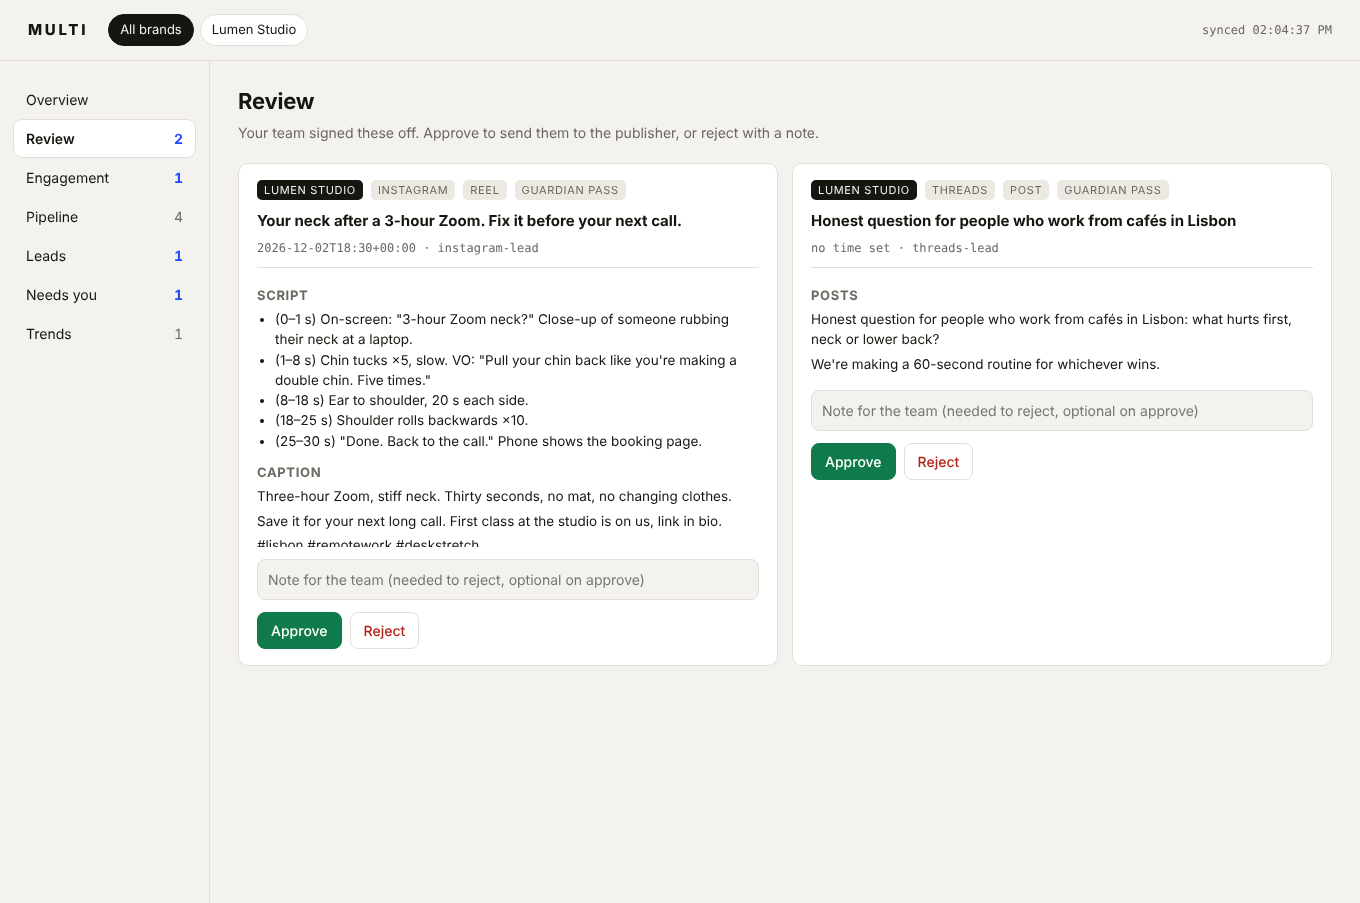 MULTI
All brands
Lumen Studio
synced 02:04:37 PM
Overview
Review 2
Engagement 1
Pipeline 4
Leads 1
Needs you 1
Trends 1
Review
Your team signed these off. Approve to send them to the publisher, or reject with a note.
LUMEN STUDIO INSTAGRAM REEL GUARDIAN PASS
Your neck after a 3-hour Zoom. Fix it before your next call.
2026-12-02T18:30+00:00 · instagram-lead
SCRIPT
• (0–1 s) On-screen: "3-hour Zoom neck?" Close-up of someone rubbing
their neck at a laptop.
• (1–8 s) Chin tucks ×5, slow. VO: "Pull your chin back like you're making a
double chin. Five times."
• (8–18 s) Ear to shoulder, 20 s each side.
• (18–25 s) Shoulder rolls backwards ×10.
• (25–30 s) "Done. Back to the call." Phone shows the booking page.
CAPTION
Three-hour Zoom, stiff neck. Thirty seconds, no mat, no changing clothes.
Save it for your next long call. First class at the studio is on us, link in bio.
#lisbon #remotework #deskstretch
Note for the team (needed to reject, optional on approve)
Approve Reject
LUMEN STUDIO THREADS POST GUARDIAN PASS
Honest question for people who work from cafés in Lisbon
no time set · threads-lead
POSTS
Honest question for people who work from cafés in Lisbon: what hurts first,
neck or lower back?
We're making a 60-second routine for whichever wins.
Note for the team (needed to reject, optional on approve)
Approve Reject